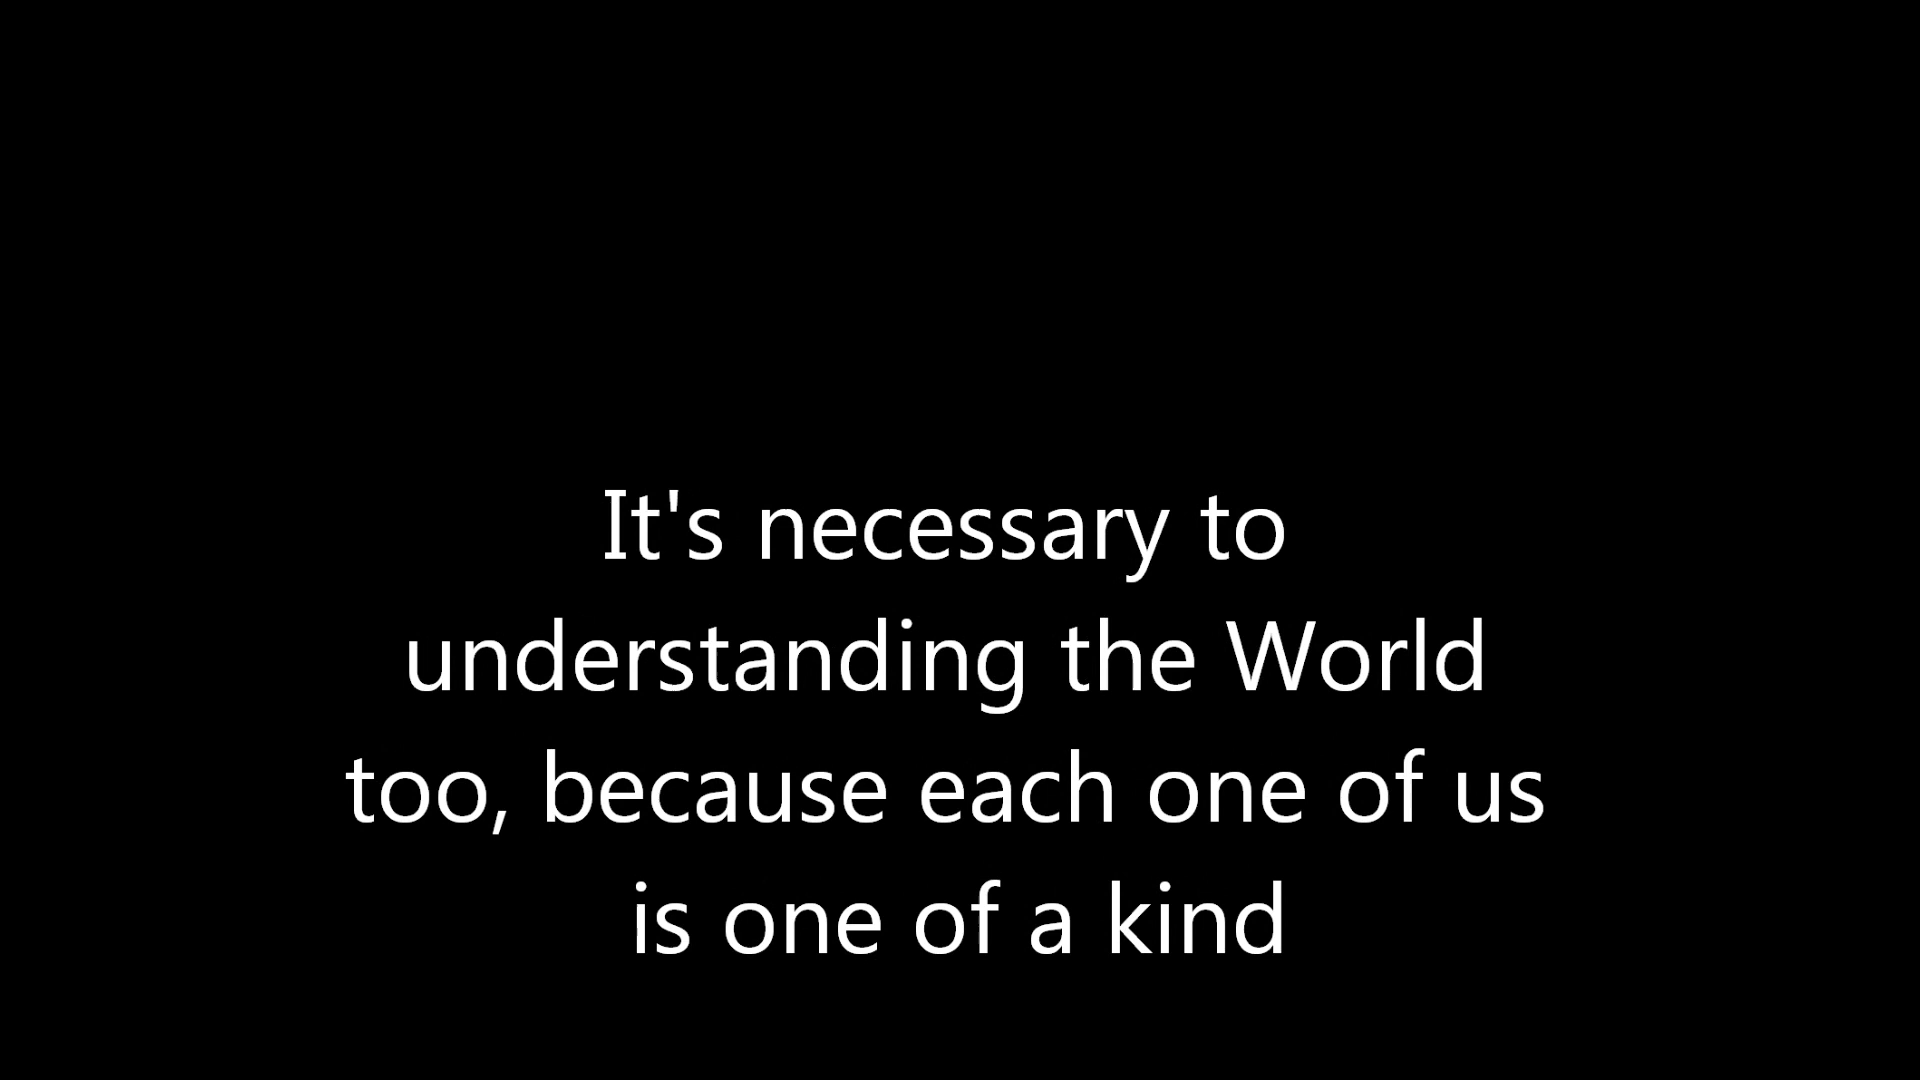 It's necessary to
understanding the World
too, because each one of us
is one of a kind